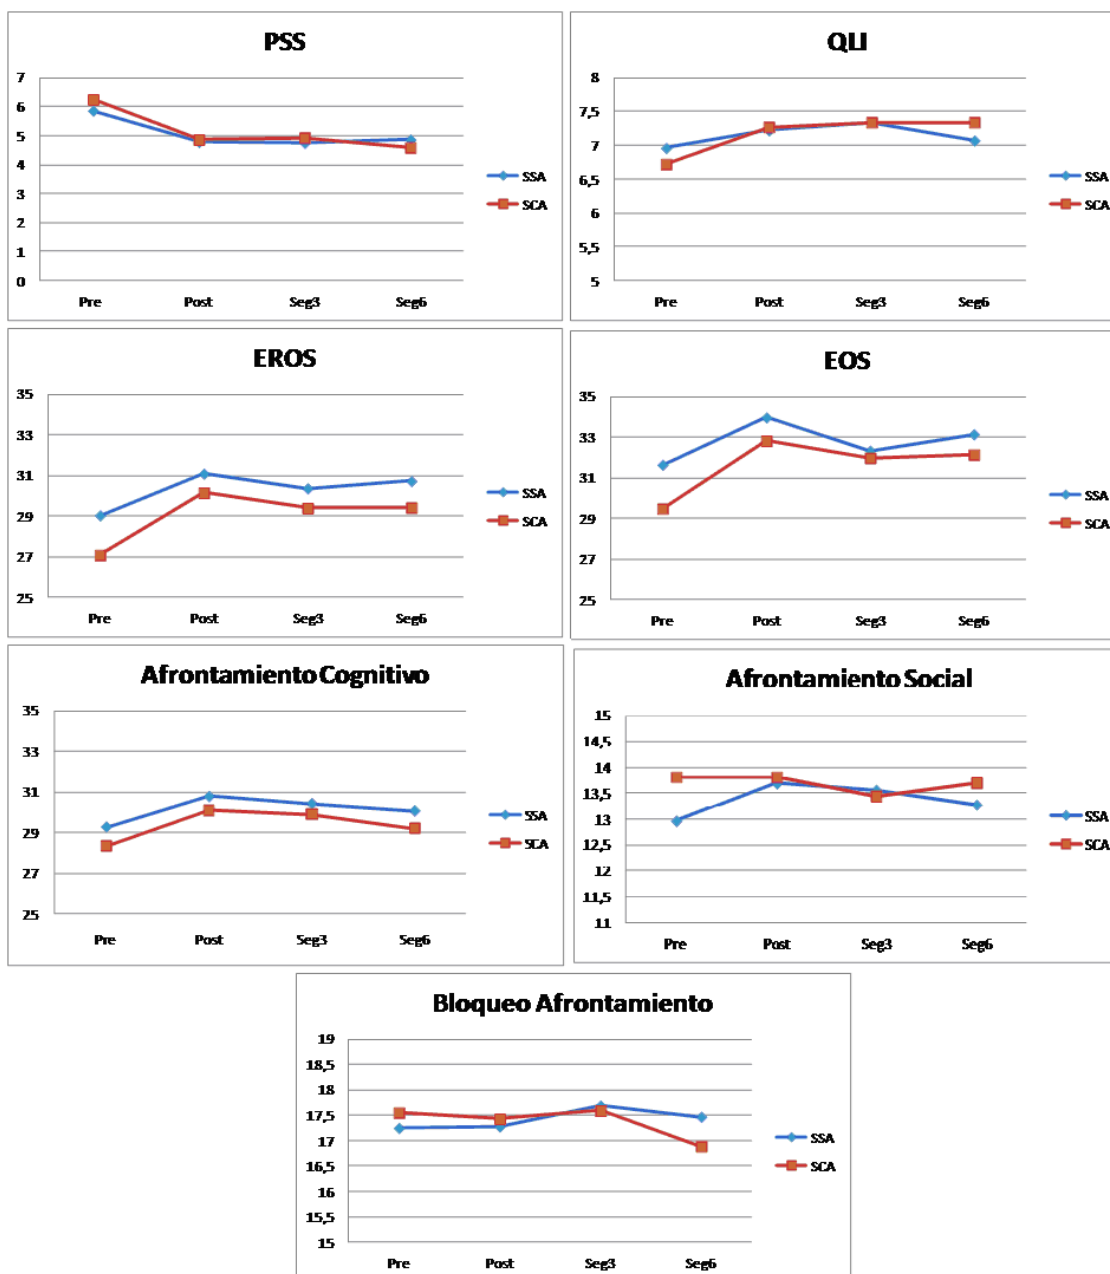 PSS
7
6
5
4
3
2
1
0
Pre Post Seg3 Seg6
SSA
SCA
QLI
8
7,5
7
6,5
6
5,5
5
Pre Post Seg3 Seg6
SSA
SCA
EROS
35
33
31
29
27
25
Pre Post Seg3 Seg6
SSA
SCA
EOS
35
33
31
29
27
25
Pre Post Seg3 Seg6
SSA
SCA
Afrontamiento Cognitivo
35
33
31
29
27
25
Pre Post Seg3 Seg6
SSA
SCA
Afrontamiento Social
15
14,5
14
13,5
13
12,5
12
11,5
11
Pre Post Seg3 Seg6
SSA
SCA
Bloqueo Afrontamiento
19
18,5
18
17,5
17
16,5
16
15,5
15
Pre Post Seg3 Seg6
SSA
SCA